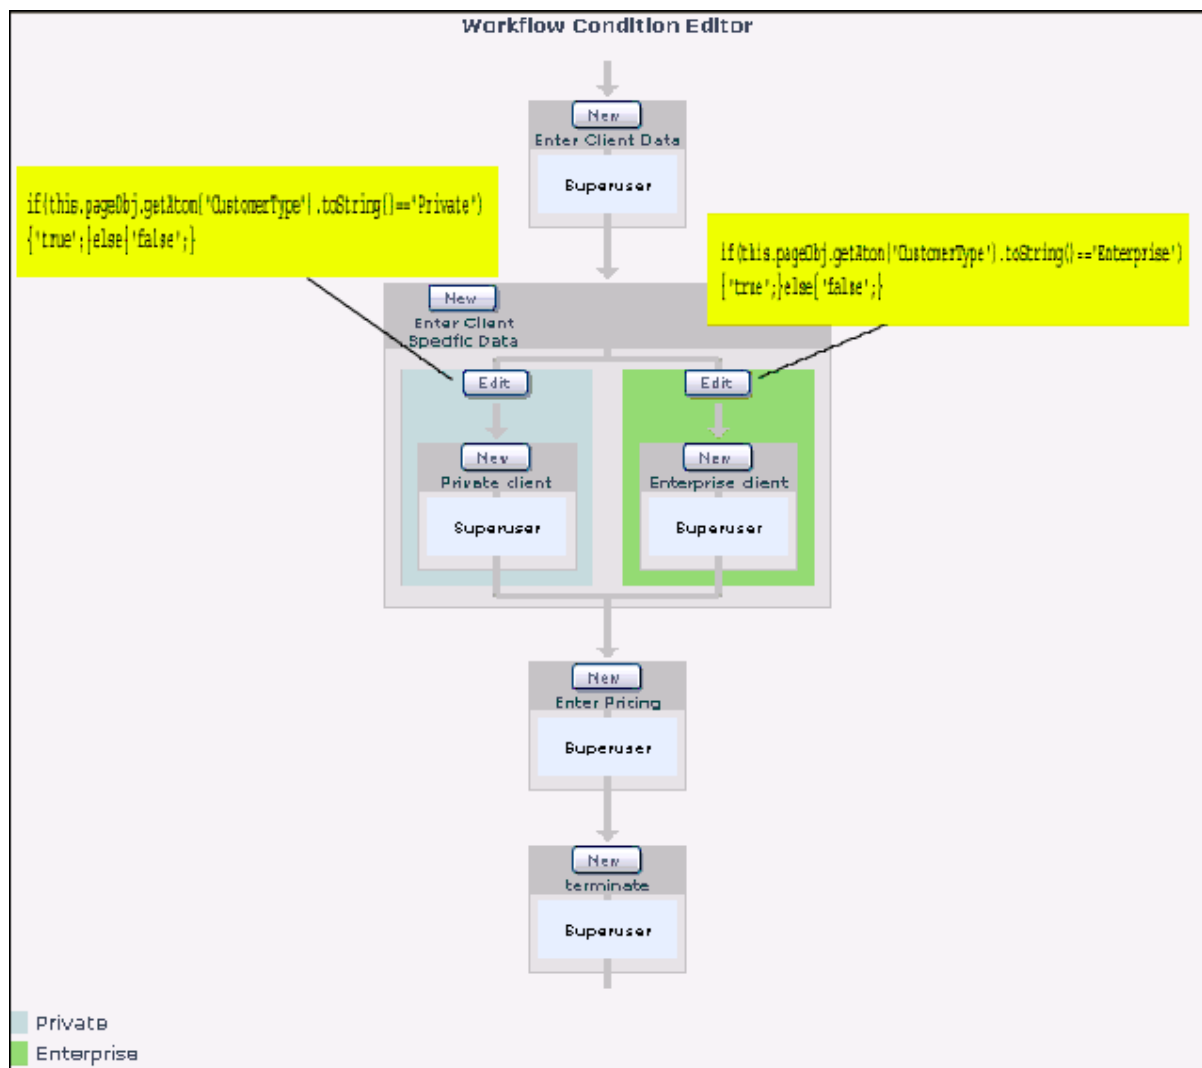 Workflow Condition Editor
New
Enter Client Data
Superuser
if(this.pageObj.getAtom("CustomerType").toString()=="Private")
{"true";}else{"false";}
if(this.pageObj.getAtom("CustomerType").toString()=="Enterprise")
{"true";}else{"false";}
New
Enter Client
Specific Data
Edit
Edit
New
Private client
Superuser
New
Enterprise client
Superuser
New
Enter Pricing
Superuser
New
terminate
Superuser
Private
Enterprise